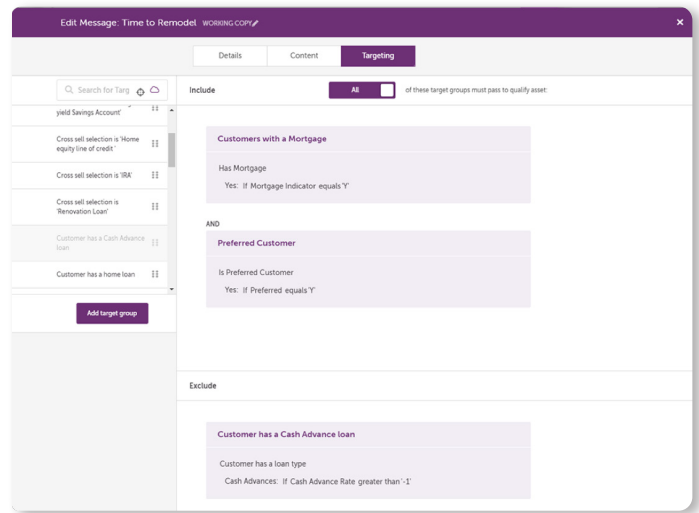 Edit Message: Time to Remodel WORKING COPY
Details
Content
Targeting
Search for Targ
yield Savings Account'
Cross sell selection is 'Home
equity line of credit '
Cross sell selection is 'IRA'
Cross sell selection is
'Renovation Loan'
Customer has a Cash Advance
loan
Customer has a home loan
Add target group
Include
All
of these target groups must pass to qualify asset:
Customers with a Mortgage
Has Mortgage
Yes: If Mortgage Indicator equals 'Y'
AND
Preferred Customer
Is Preferred Customer
Yes: If Preferred equals 'Y'
Exclude
Customer has a Cash Advance loan
Customer has a loan type
Cash Advances: If Cash Advance Rate greater than '-1'